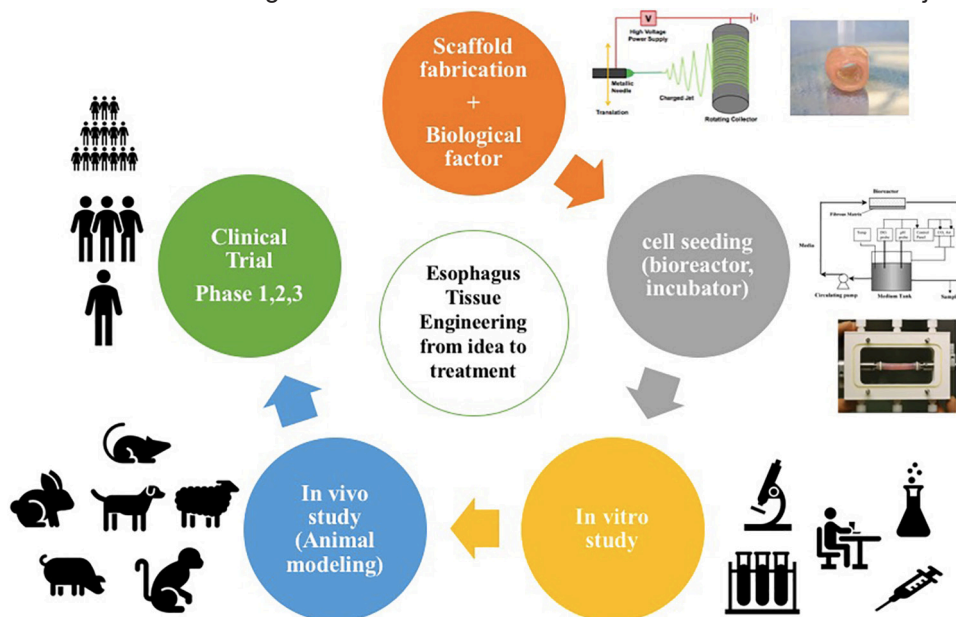 Scaffold
fabrication
+
Biological
factor
V
High Voltage
Power Supply
Metallic
Needle
Translation
Charged Jet
Rotating Collector
cell seeding
(bioreactor,
incubator)
Bioreactor
Fibrous Matrix
Media
Circulating pump
Medium Tank
In vitro
study
In vivo
study
(Animal
modeling)
Clinical
Trial
Phase 1,2,3
Esophagus
Tissue
Engineering
from idea to
treatment